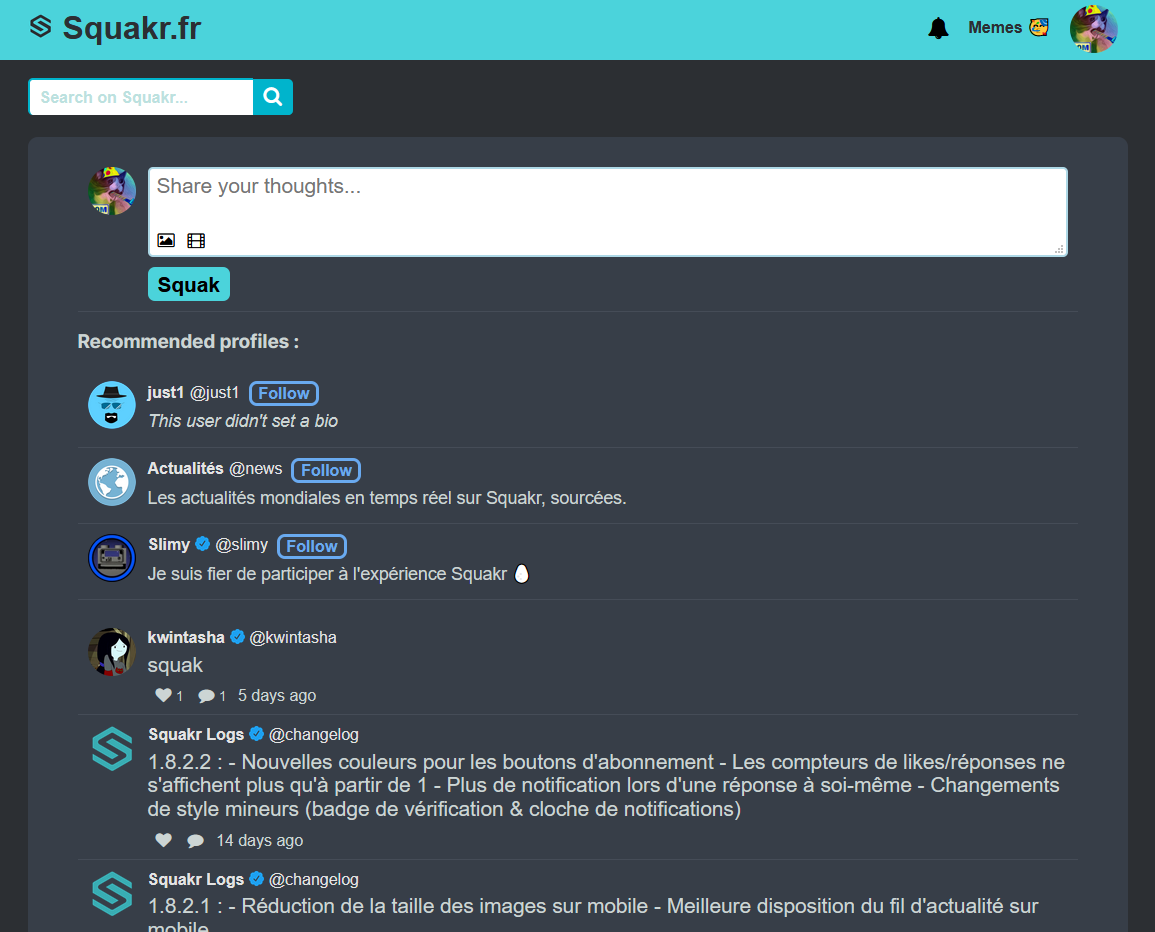 Squakr.fr
Memes 🥳
Search on Squakr...
Share your thoughts...
Squak
Recommended profiles :
just1 @just1 Follow
This user didn't set a bio
Actualités @news Follow
Les actualités mondiales en temps réel sur Squakr, sourcées.
Slimy @slimy Follow
Je suis fier de participer à l'expérience Squakr 🥚
kwintasha @kwintasha
squak
1 1 5 days ago
Squakr Logs @changelog
1.8.2.2 : - Nouvelles couleurs pour les boutons d'abonnement - Les compteurs de likes/réponses ne
s'affichent plus qu'à partir de 1 - Plus de notification lors d'une réponse à soi-même - Changements
de style mineurs (badge de vérification & cloche de notifications)
14 days ago
Squakr Logs @changelog
1.8.2.1 : - Réduction de la taille des images sur mobile - Meilleure disposition du fil d'actualité sur
mobile